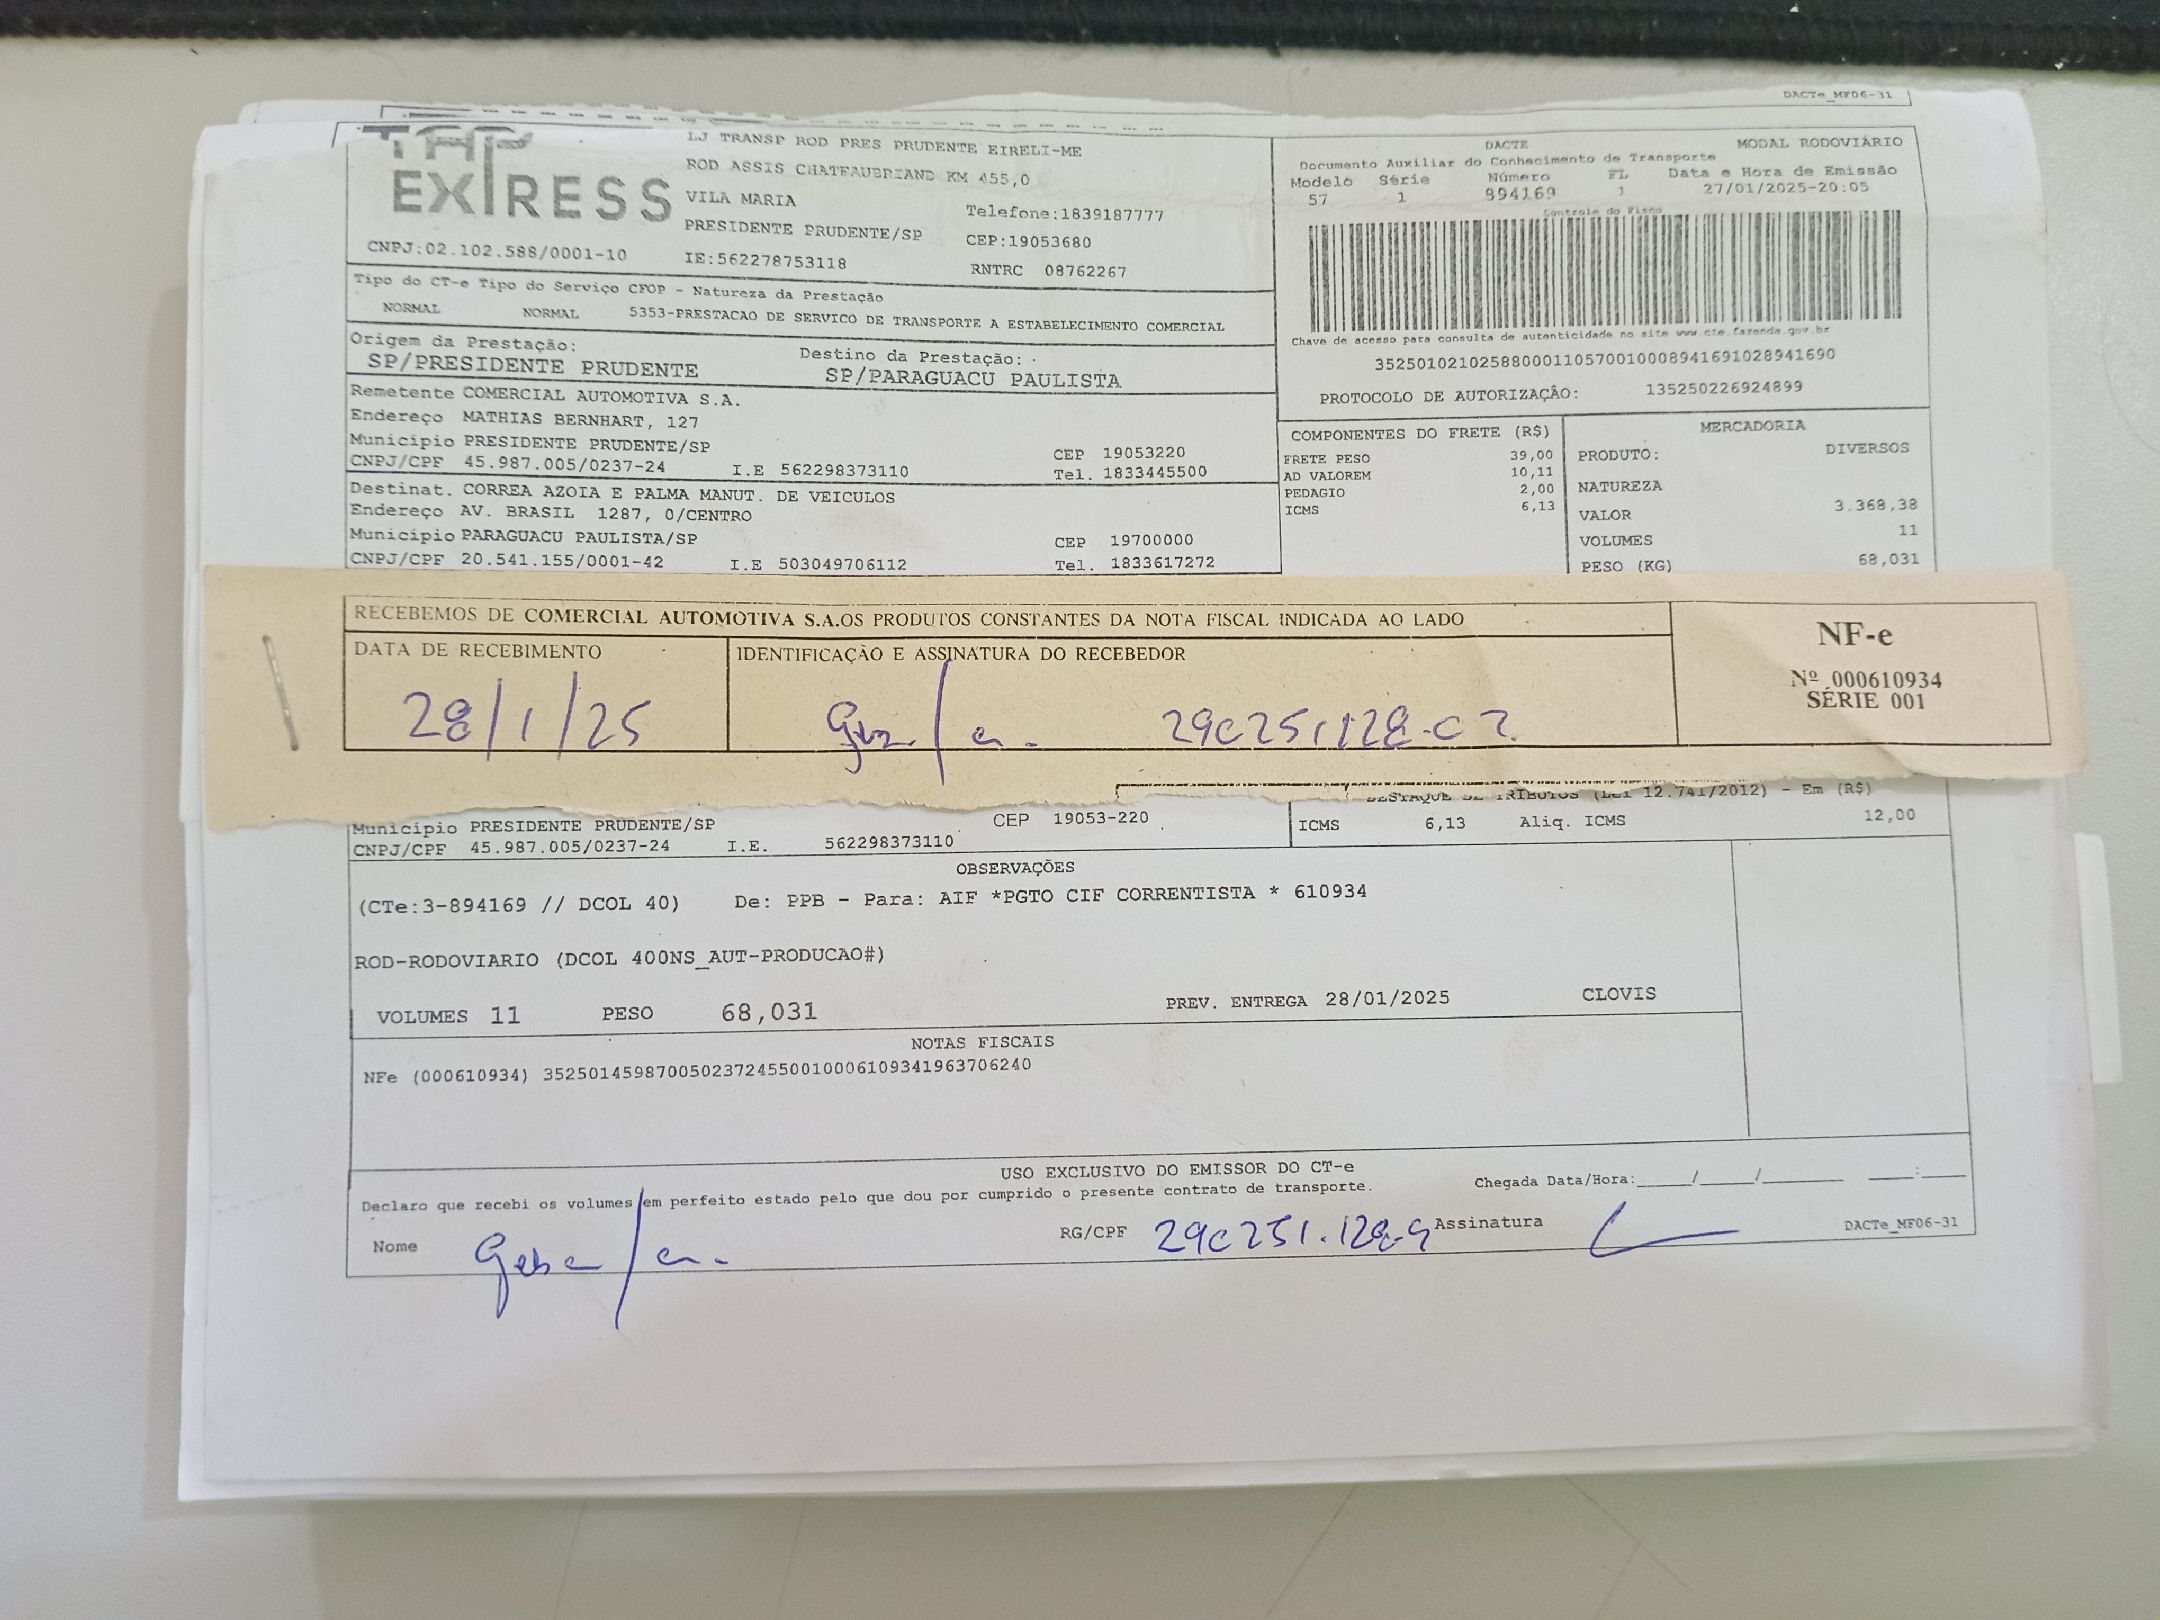 DACTe_MF06-31
EXPRESS
CNPJ:02.102.588/0001-10
LJ TRANSP ROD PRES PRUDENTE EIRELI-ME
ROD ASSIS CHATEAUBRIAND KM 455,0
VILA MARIA
Telefone:1839187777
PRESIDENTE PRUDENTE/SP
CEP:19053680
IE:562278753118
RNTRC 08762267
DACTE
MODAL RODOVIÁRIO
Documento Auxiliar do Conhecimento de Transporte
Modelo Série Número FL Data e Hora de Emissão
57 1 894169 1 27/01/2025-20:05
Controle do Fisco
Chave de acesso para consulta de autenticidade no site www.cte.fazenda.gov.br
35250102102588000110570010008941691028941690
PROTOCOLO DE AUTORIZAÇÃO: 135250226924899
Tipo do CT-e Tipo do Serviço CFOP - Natureza da Prestação
NORMAL NORMAL 5353-PRESTACAO DE SERVICO DE TRANSPORTE A ESTABELECIMENTO COMERCIAL
Origem da Prestação:
SP/PRESIDENTE PRUDENTE
Destino da Prestação:
SP/PARAGUACU PAULISTA
Remetente COMERCIAL AUTOMOTIVA S.A.
Endereço MATHIAS BERNHART, 127
Município PRESIDENTE PRUDENTE/SP CEP 19053220
CNPJ/CPF 45.987.005/0237-24 I.E 562298373110 Tel. 1833445500
Destinat. CORREA AZOIA E PALMA MANUT. DE VEICULOS
Endereço AV. BRASIL 1287, 0/CENTRO
Município PARAGUACU PAULISTA/SP CEP 19700000
CNPJ/CPF 20.541.155/0001-42 I.E 503049706112 Tel. 1833617272
COMPONENTES DO FRETE (R$)
FRETE PESO 39,00
AD VALOREM 10,11
PEDAGIO 2,00
ICMS 6,13
MERCADORIA
PRODUTO: DIVERSOS
NATUREZA
VALOR 3.368,38
VOLUMES 11
PESO (KG) 68,031
RECEBEMOS DE COMERCIAL AUTOMOTIVA S.A.OS PRODUTOS CONSTANTES DA NOTA FISCAL INDICADA AO LADO
DATA DE RECEBIMENTO
28/1/25
IDENTIFICAÇÃO E ASSINATURA DO RECEBEDOR
NF-e
Nº 000610934
SÉRIE 001
DESTAQUE DE TRIBUTOS (Lei 12.741/2012) - Em (R$)
ICMS 6,13 Aliq. ICMS 12,00
Município PRESIDENTE PRUDENTE/SP CEP 19053-220
CNPJ/CPF 45.987.005/0237-24 I.E. 562298373110
OBSERVAÇÕES
(CTe:3-894169 // DCOL 40) De: PPB - Para: AIF *PGTO CIF CORRENTISTA * 610934
ROD-RODOVIARIO (DCOL 400NS_AUT-PRODUCAO#)
VOLUMES 11 PESO 68,031 PREV. ENTREGA 28/01/2025 CLOVIS
NOTAS FISCAIS
NFe (000610934) 35250145987005023724550010006109341963706240
USO EXCLUSIVO DO EMISSOR DO CT-e
Declaro que recebi os volumes em perfeito estado pelo que dou por cumprido o presente contrato de transporte.
Chegada Data/Hora:_____/_____/________ ____:____
Nome
RG/CPF
Assinatura
DACTe_MF06-31